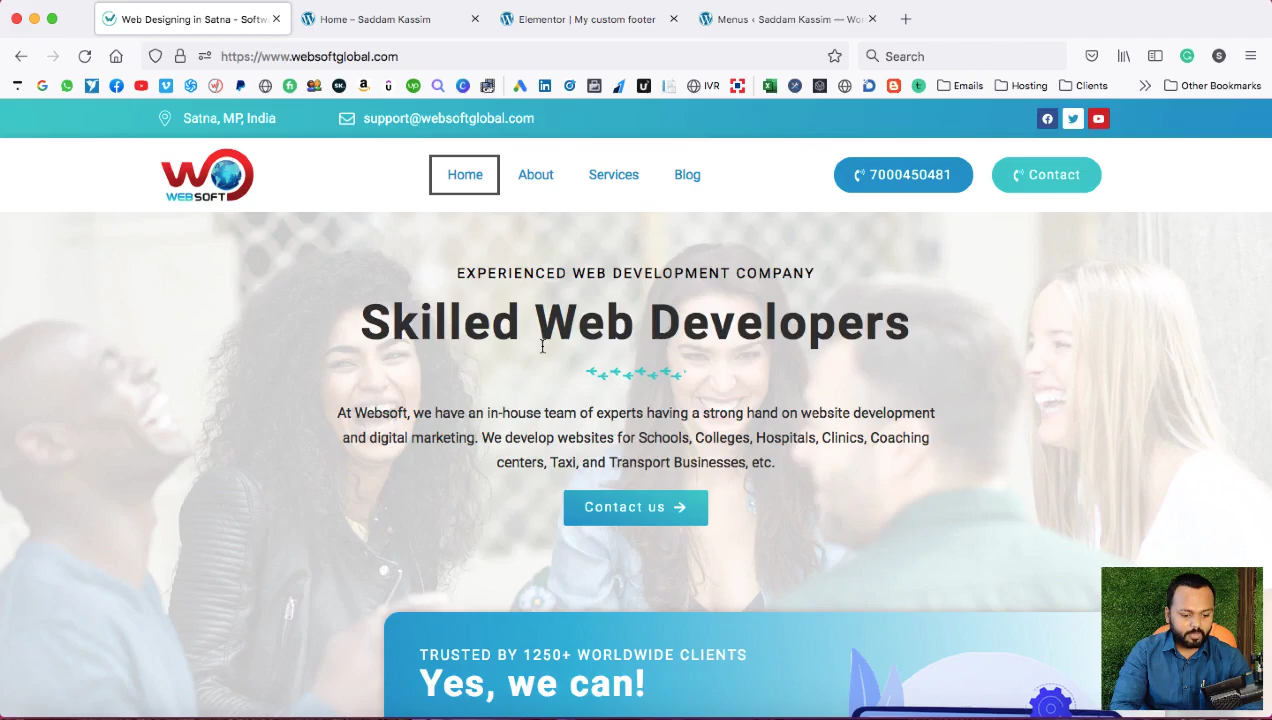 Web Designing in Satna - Softw
Home – Saddam Kassim
Elementor | My custom footer
Menus ‹ Saddam Kassim — Wor
https://www.websoftglobal.com
Search
IVR
Emails
Hosting
Clients
Other Bookmarks
Satna, MP, India
support@websoftglobal.com
WEBSOFT
Home
About
Services
Blog
7000450481
Contact
EXPERIENCED WEB DEVELOPMENT COMPANY
Skilled Web Developers
At Websoft, we have an in-house team of experts having a strong hand on website development
and digital marketing. We develop websites for Schools, Colleges, Hospitals, Clinics, Coaching
centers, Taxi, and Transport Businesses, etc.
Contact us
TRUSTED BY 1250+ WORLDWIDE CLIENTS
Yes, we can!